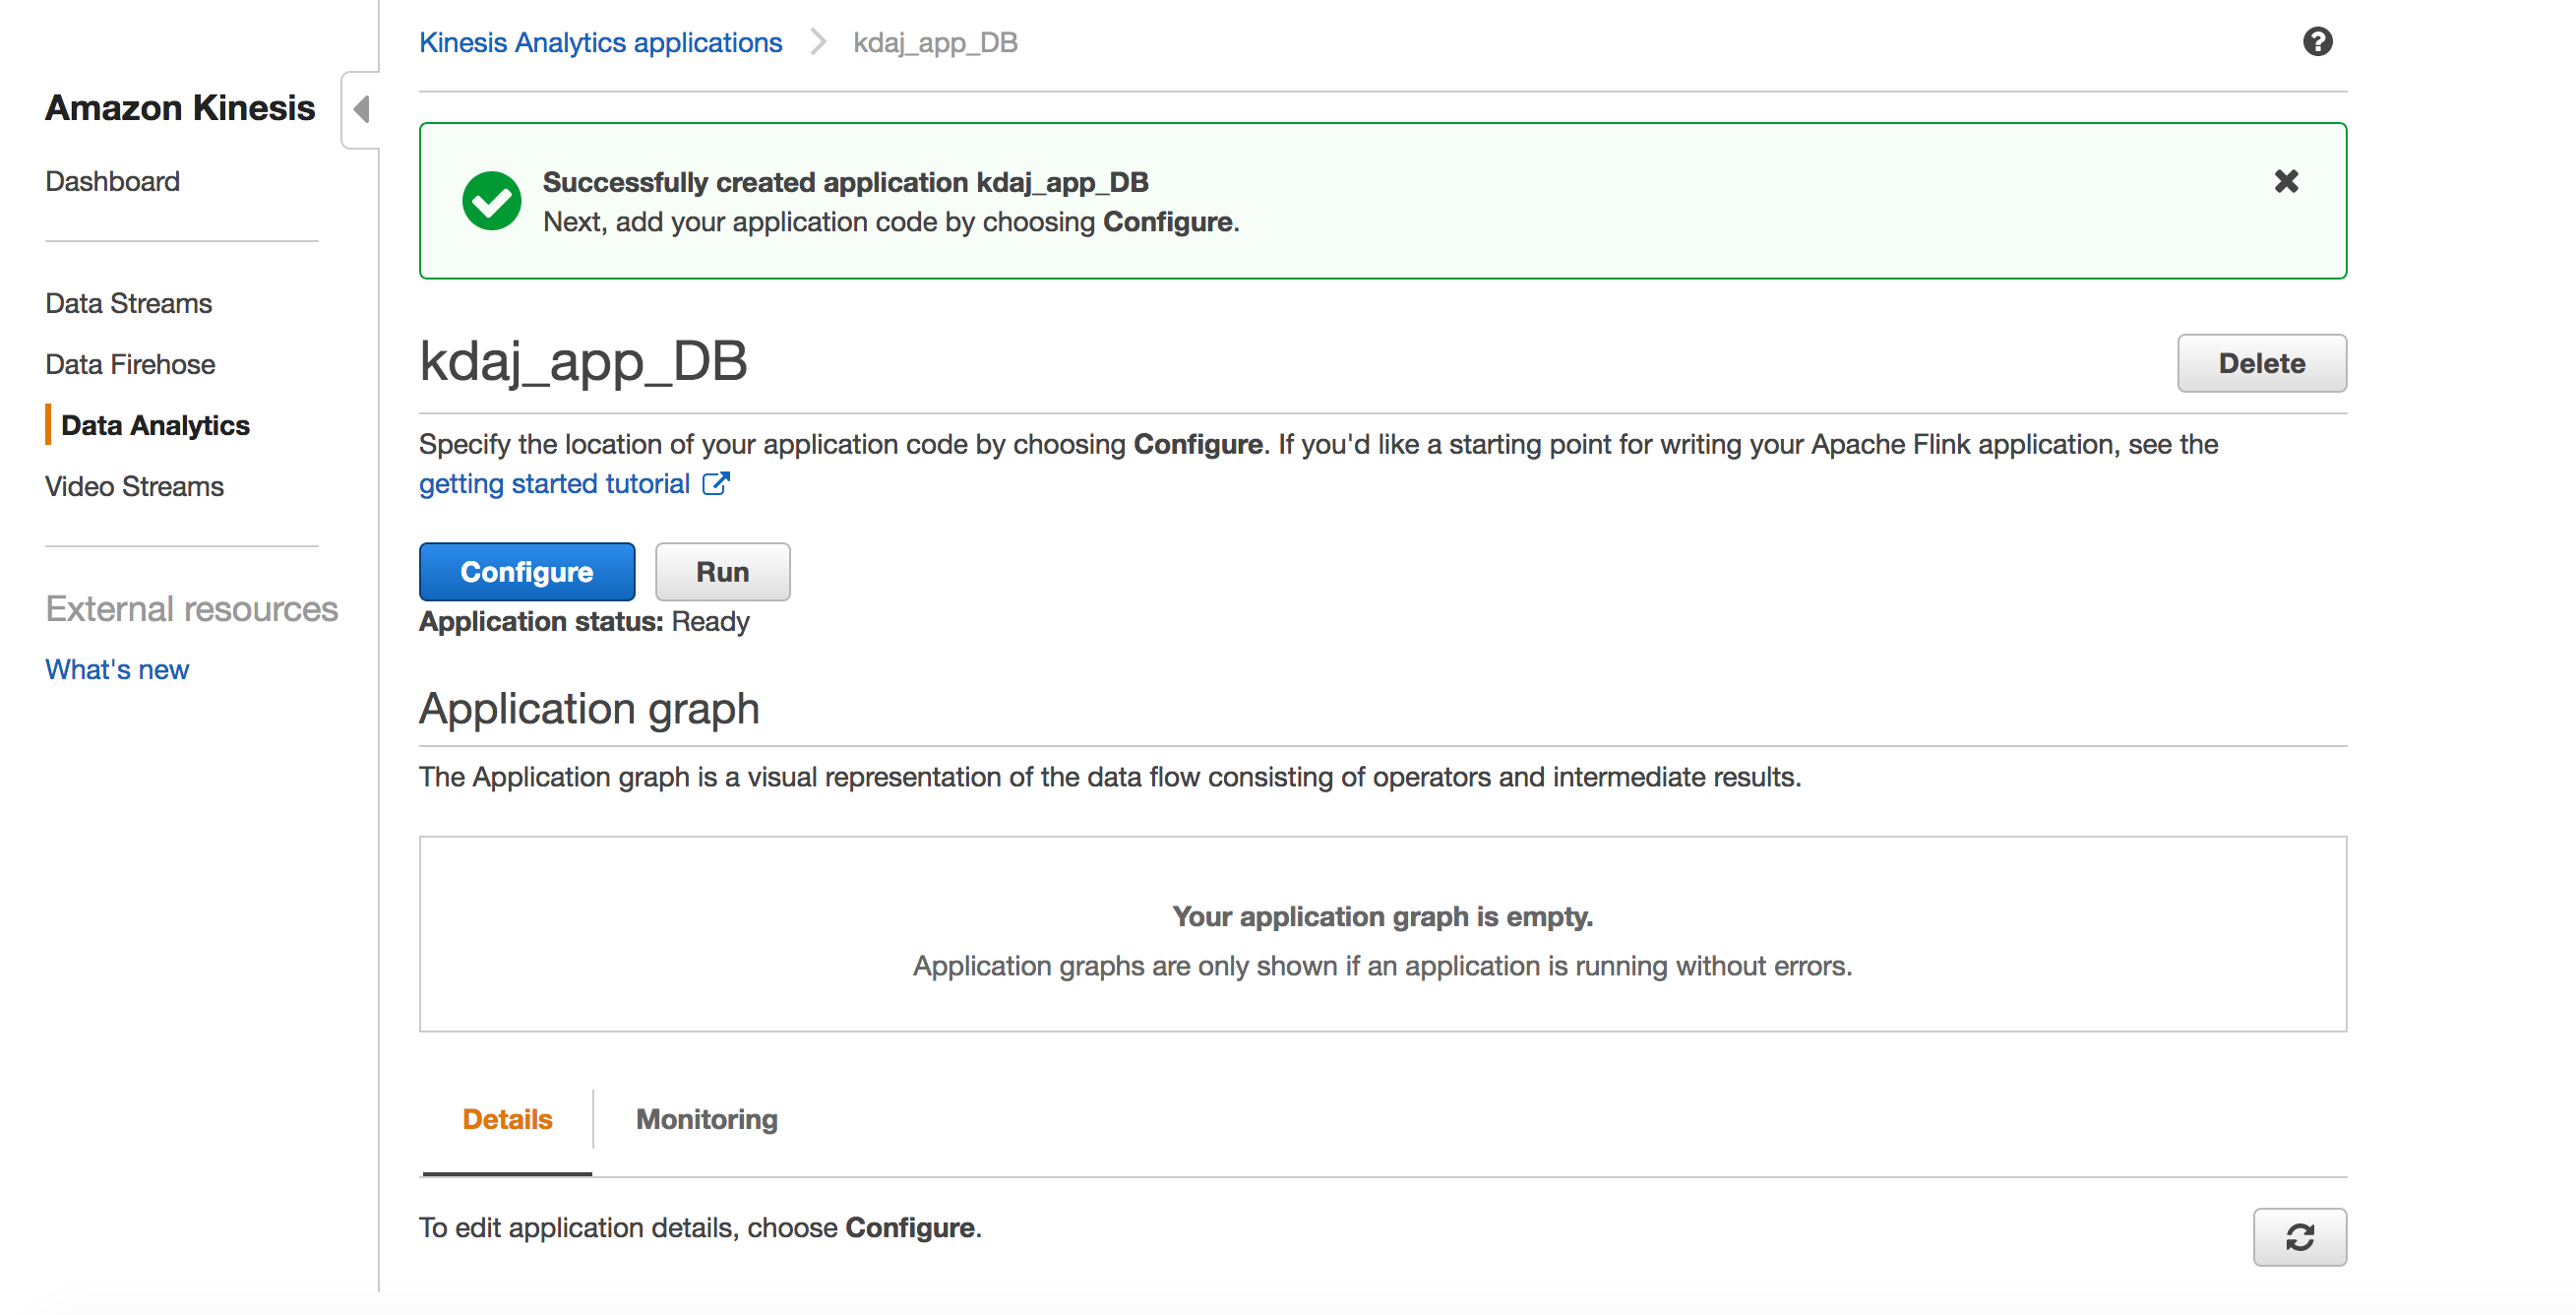 Amazon Kinesis
Dashboard
Data Streams
Data Firehose
Data Analytics
Video Streams
External resources
What's new
Kinesis Analytics applications
kdaj_app_DB
Successfully created application kdaj_app_DB
Next, add your application code by choosing Configure.
kdaj_app_DB
Delete
Specify the location of your application code by choosing Configure. If you'd like a starting point for writing your Apache Flink application, see the
getting started tutorial
Configure
Run
Application status: Ready
Application graph
The Application graph is a visual representation of the data flow consisting of operators and intermediate results.
Your application graph is empty.
Application graphs are only shown if an application is running without errors.
Details
Monitoring
To edit application details, choose Configure.